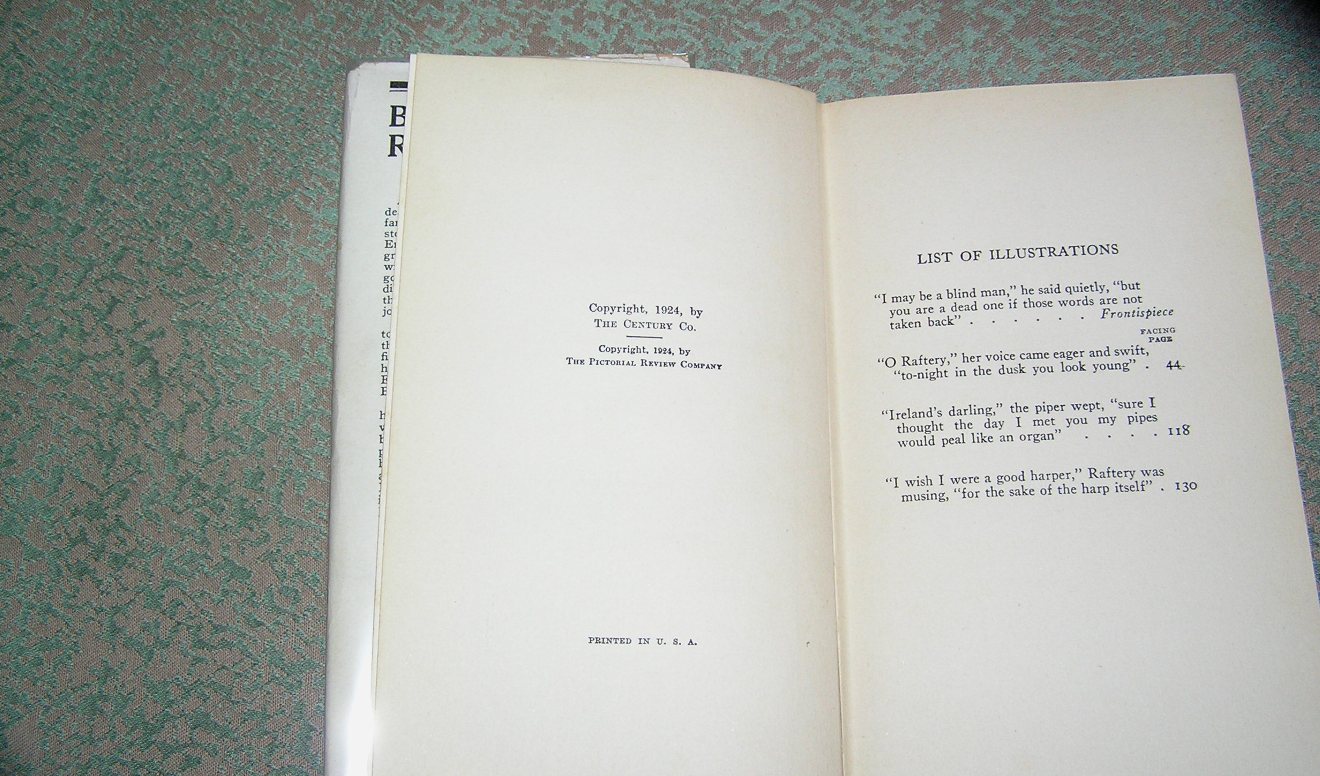 B
R
Copyright, 1924, by
THE CENTURY CO.
Copyright, 1924, by
THE PICTORIAL REVIEW COMPANY
PRINTED IN U. S. A.
LIST OF ILLUSTRATIONS
“I may be a blind man,” he said quietly, “but
you are a dead one if those words are not
taken back” . . . . . . Frontispiece
FACING
PAGE
“O Raftery,” her voice came eager and swift,
“to-night in the dusk you look young” . 44
“Ireland's darling,” the piper wept, “sure I
thought the day I met you my pipes
would peal like an organ” . . . . 118
“I wish I were a good harper,” Raftery was
musing, “for the sake of the harp itself” . 130